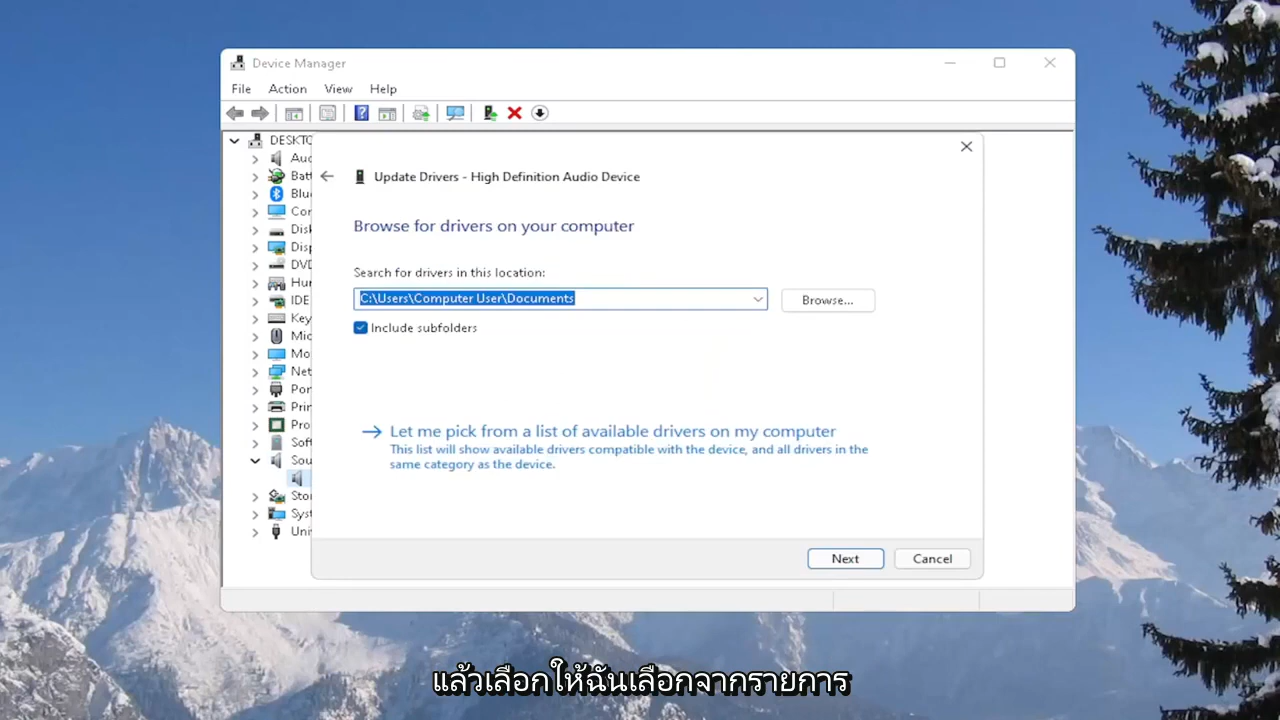 Device Manager
File Action View Help
DESKTO
Auc
Batt
Blu
Cor
Disk
Disp
DVD
Hur
IDE
Key
Mic
Mo
Net
Por
Prin
Pro
Soft
Sou
Stor
Syst
Univ
Update Drivers - High Definition Audio Device
Browse for drivers on your computer
Search for drivers in this location:
C:\Users\Computer User\Documents
Browse...
Include subfolders
Let me pick from a list of available drivers on my computer
This list will show available drivers compatible with the device, and all drivers in the
same category as the device.
Next Cancel
แล้วเลือกให้ฉันเลือกจากรายการ